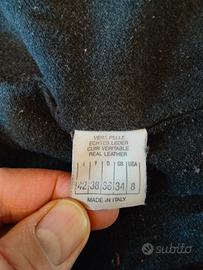 VERA PELLE
ECHTES LEDER
CUIR VERITABLE
REAL LEATHER
I F D GB USA
42 38 36 34 8
MADE IN ITALY
subito